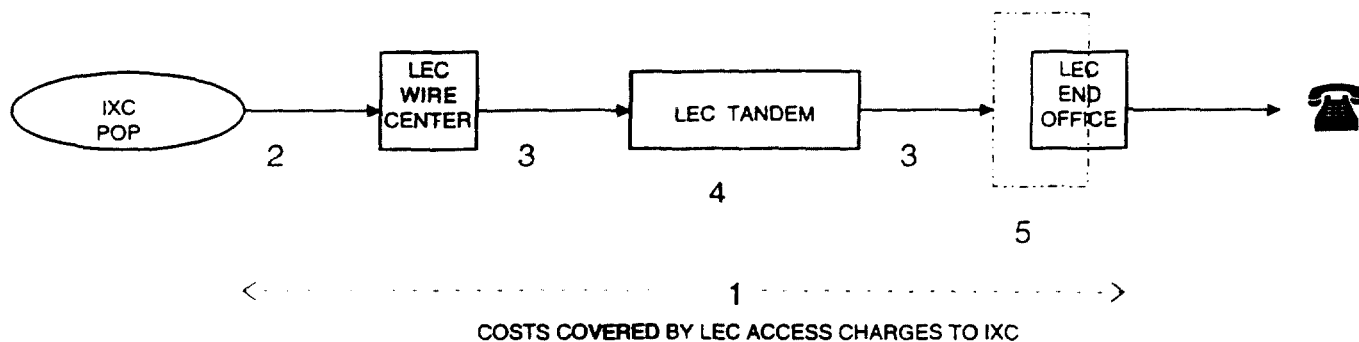 IXC
POP
2
LEC
WIRE
CENTER
3
LEC TANDEM
4
3
LEC
END
OFFICE
5
1
COSTS COVERED BY LEC ACCESS CHARGES TO IXC